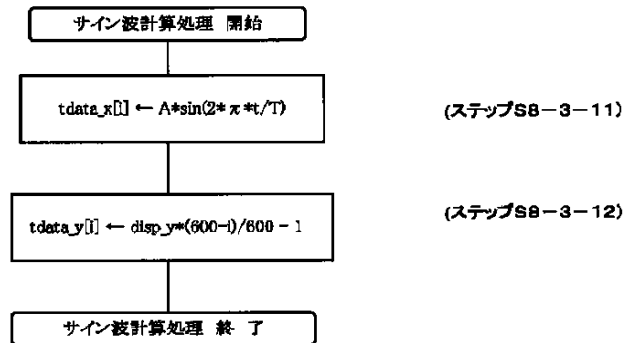 サイン波計算処理 開始
tdata_x[i] ← A*sin(2*π*t/T)
(ステップS8－3－11)
tdata_y[i] ← disp_y*(600-i)/600 - 1
(ステップS8－3－12)
サイン波計算処理 終 了